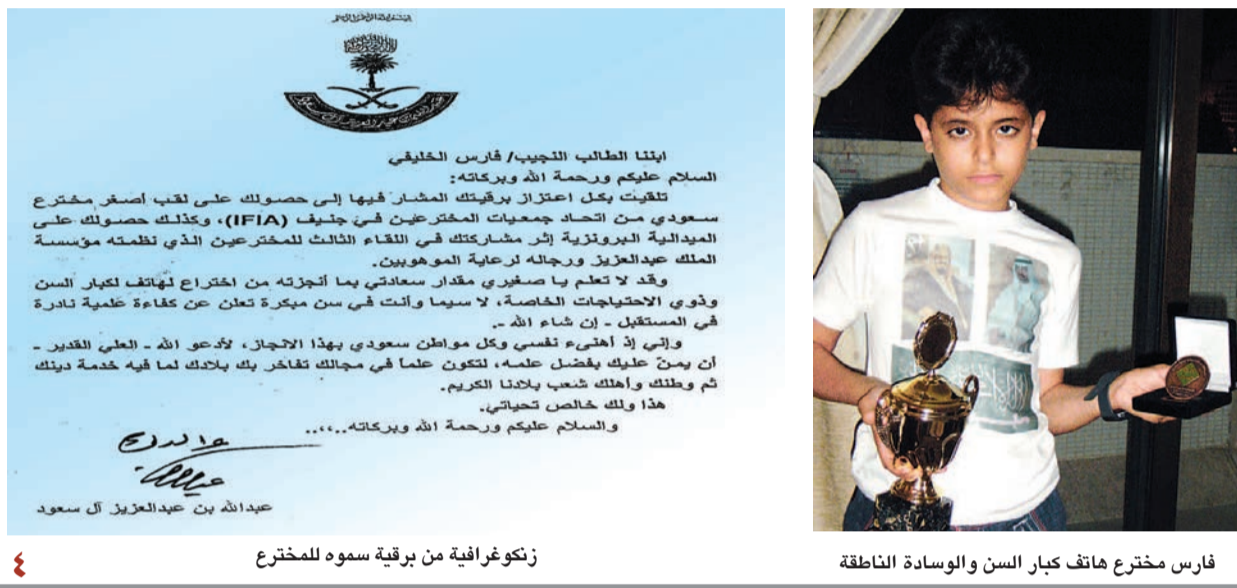 بسم الله الرحمن الرحيم
ابننا الطالب النجيب/ فارس الخليفي
السلام عليكم ورحمة الله وبركاته:
تلقيت بكل اعتزاز برقيتك المشار فيها إلى حصولك على لقب أصغر مخترع
سعودي من اتحاد جمعيات المخترعين في جنيف (IFIA)، وكذلك حصولك على
الميدالية البرونزية إثر مشاركتك في اللقاء الثالث للمخترعين الذي نظمته مؤسسة
الملك عبدالعزيز ورجاله لرعاية الموهوبين.
وقد لا تعلم يا صغيري مقدار سعادتي بما أنجزته من اختراع لهاتف لكبار السن
وذوي الاحتياجات الخاصة، لا سيما وأنت في سن مبكرة تعلن عن كفاءة علمية نادرة
في المستقبل - إن شاء الله -.
وإني إذ أهنىء نفسي وكل مواطن سعودي بهذا الانجاز، لأدعو الله - العلي القدير -
أن يمنّ عليك بفضل علمه، لتكون علماً في مجالك تفاخر بك بلادك لما فيه خدمة دينك
ثم وطنك وأهلك شعب بلادنا الكريم.
هذا ولك خالص تحياتي.
والسلام عليكم ورحمة الله وبركاته..،،..
عبدالله بن عبدالعزيز آل سعود
زنكوغرافية من برقية سموه للمخترع
فارس مخترع هاتف كبار السن والوسادة الناطقة
٤